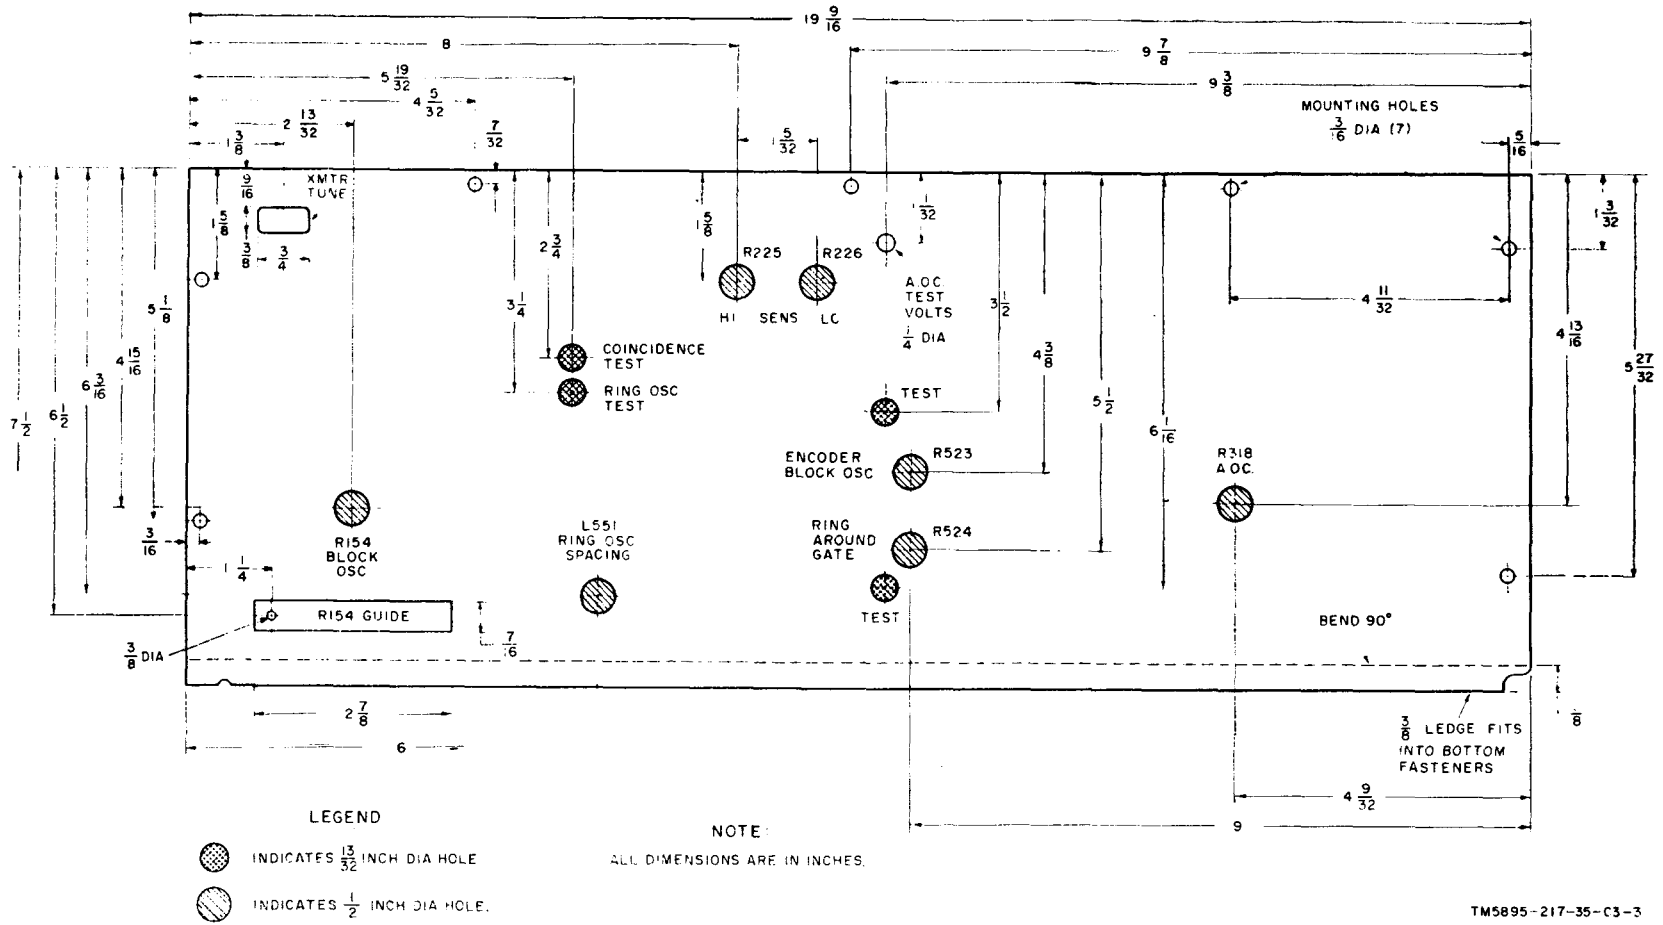 19 9/16
8
9 7/8
5 19/32
9 3/8
4 5/32
MOUNTING HOLES
3/16 DIA (7)
2 13/32
7/32
1 5/32
5/16
1 3/8
9/16
XMTR
TUNE
1 5/8
3/8
3/4
2 3/4
3 1/4
1 5/8
1 1/32
1 3/32
R225
R226
HI SENS
A.O.C.
TEST
VOLTS
1/4 DIA
3 1/2
4 11/32
5 1/8
4 15/16
6 3/16
6 1/2
7 1/2
COINCIDENCE
TEST
RING OSC
TEST
4 3/8
4 13/16
5 27/32
TEST
5 1/2
6 1/16
ENCODER
BLOCK OSC
R523
R318
A.O.C.
3/16
R154
BLOCK
OSC
L551
RING OSC
SPACING
RING
AROUND
GATE
R524
1 1/4
R154 GUIDE
TEST
BEND 90°
3/8 DIA
7/16
2 7/8
6
3/8 LEDGE FITS
INTO BOTTOM
FASTENERS
4 9/32
9
LEGEND
INDICATES 13/32 INCH DIA HOLE
INDICATES 1/2 INCH DIA HOLE.
NOTE:
ALL DIMENSIONS ARE IN INCHES.
TM5895-217-35-C3-3